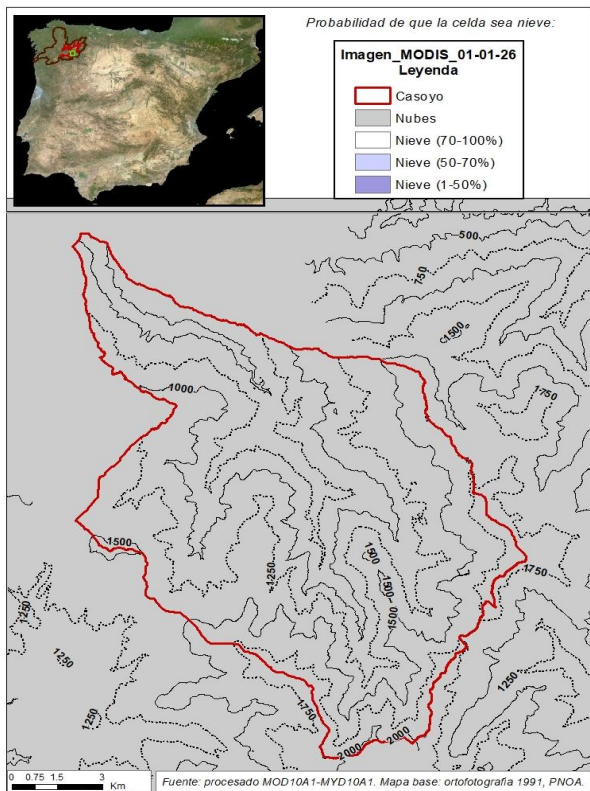 Probabilidad de que la celda sea nieve:
Imagen_MODIS_01-01-26
Leyenda
Casoyo
Nubes
Nieve (70-100%)
Nieve (50-70%)
Nieve (1-50%)
500
750
1500
1750
1000
1500
1250
1500
1500
1500
1750
1250
1250
1250
1250
1750
2000
2000
0 0.75 1.5 3
Km
Fuente: procesado MOD10A1-MYD10A1. Mapa base: ortofotografia 1991, PNOA.